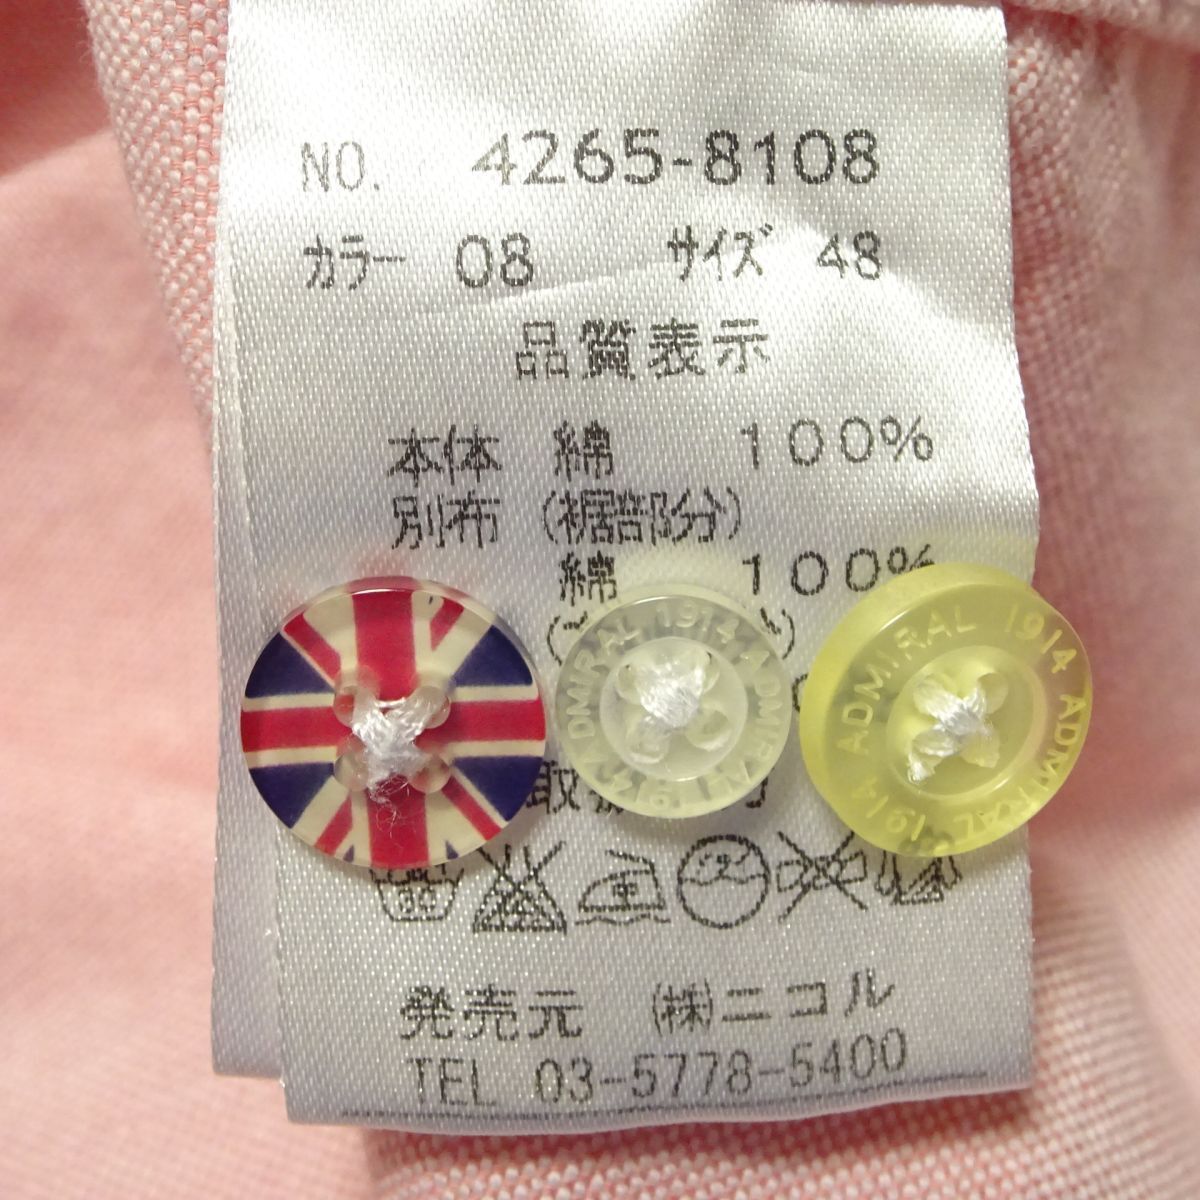 NO. 4265-8108
カラー 08 サイズ 48
品質表示
本体 綿 100%
別布 (裾部分)
綿 100%
ADMIRAL 1914 ADMIRAL 1914
ADMIRAL 1914 ADMIRAL 1914
取
30
発売元 (株)ニコル
TEL 03-5778-5400